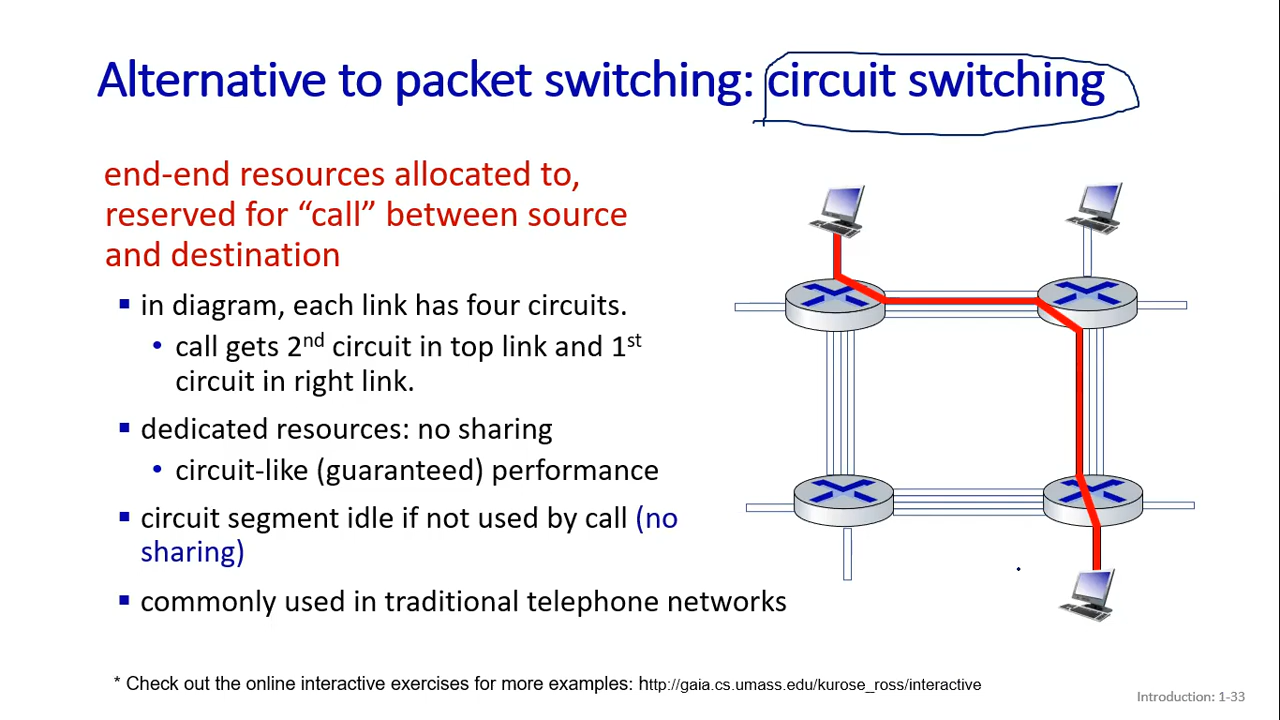 Alternative to packet switching: circuit switching
end-end resources allocated to,
reserved for “call” between source
and destination
▪ in diagram, each link has four circuits.
• call gets 2nd circuit in top link and 1st
circuit in right link.
▪ dedicated resources: no sharing
• circuit-like (guaranteed) performance
▪ circuit segment idle if not used by call (no
sharing)
▪ commonly used in traditional telephone networks
* Check out the online interactive exercises for more examples: http://gaia.cs.umass.edu/kurose_ross/interactive
Introduction: 1-33